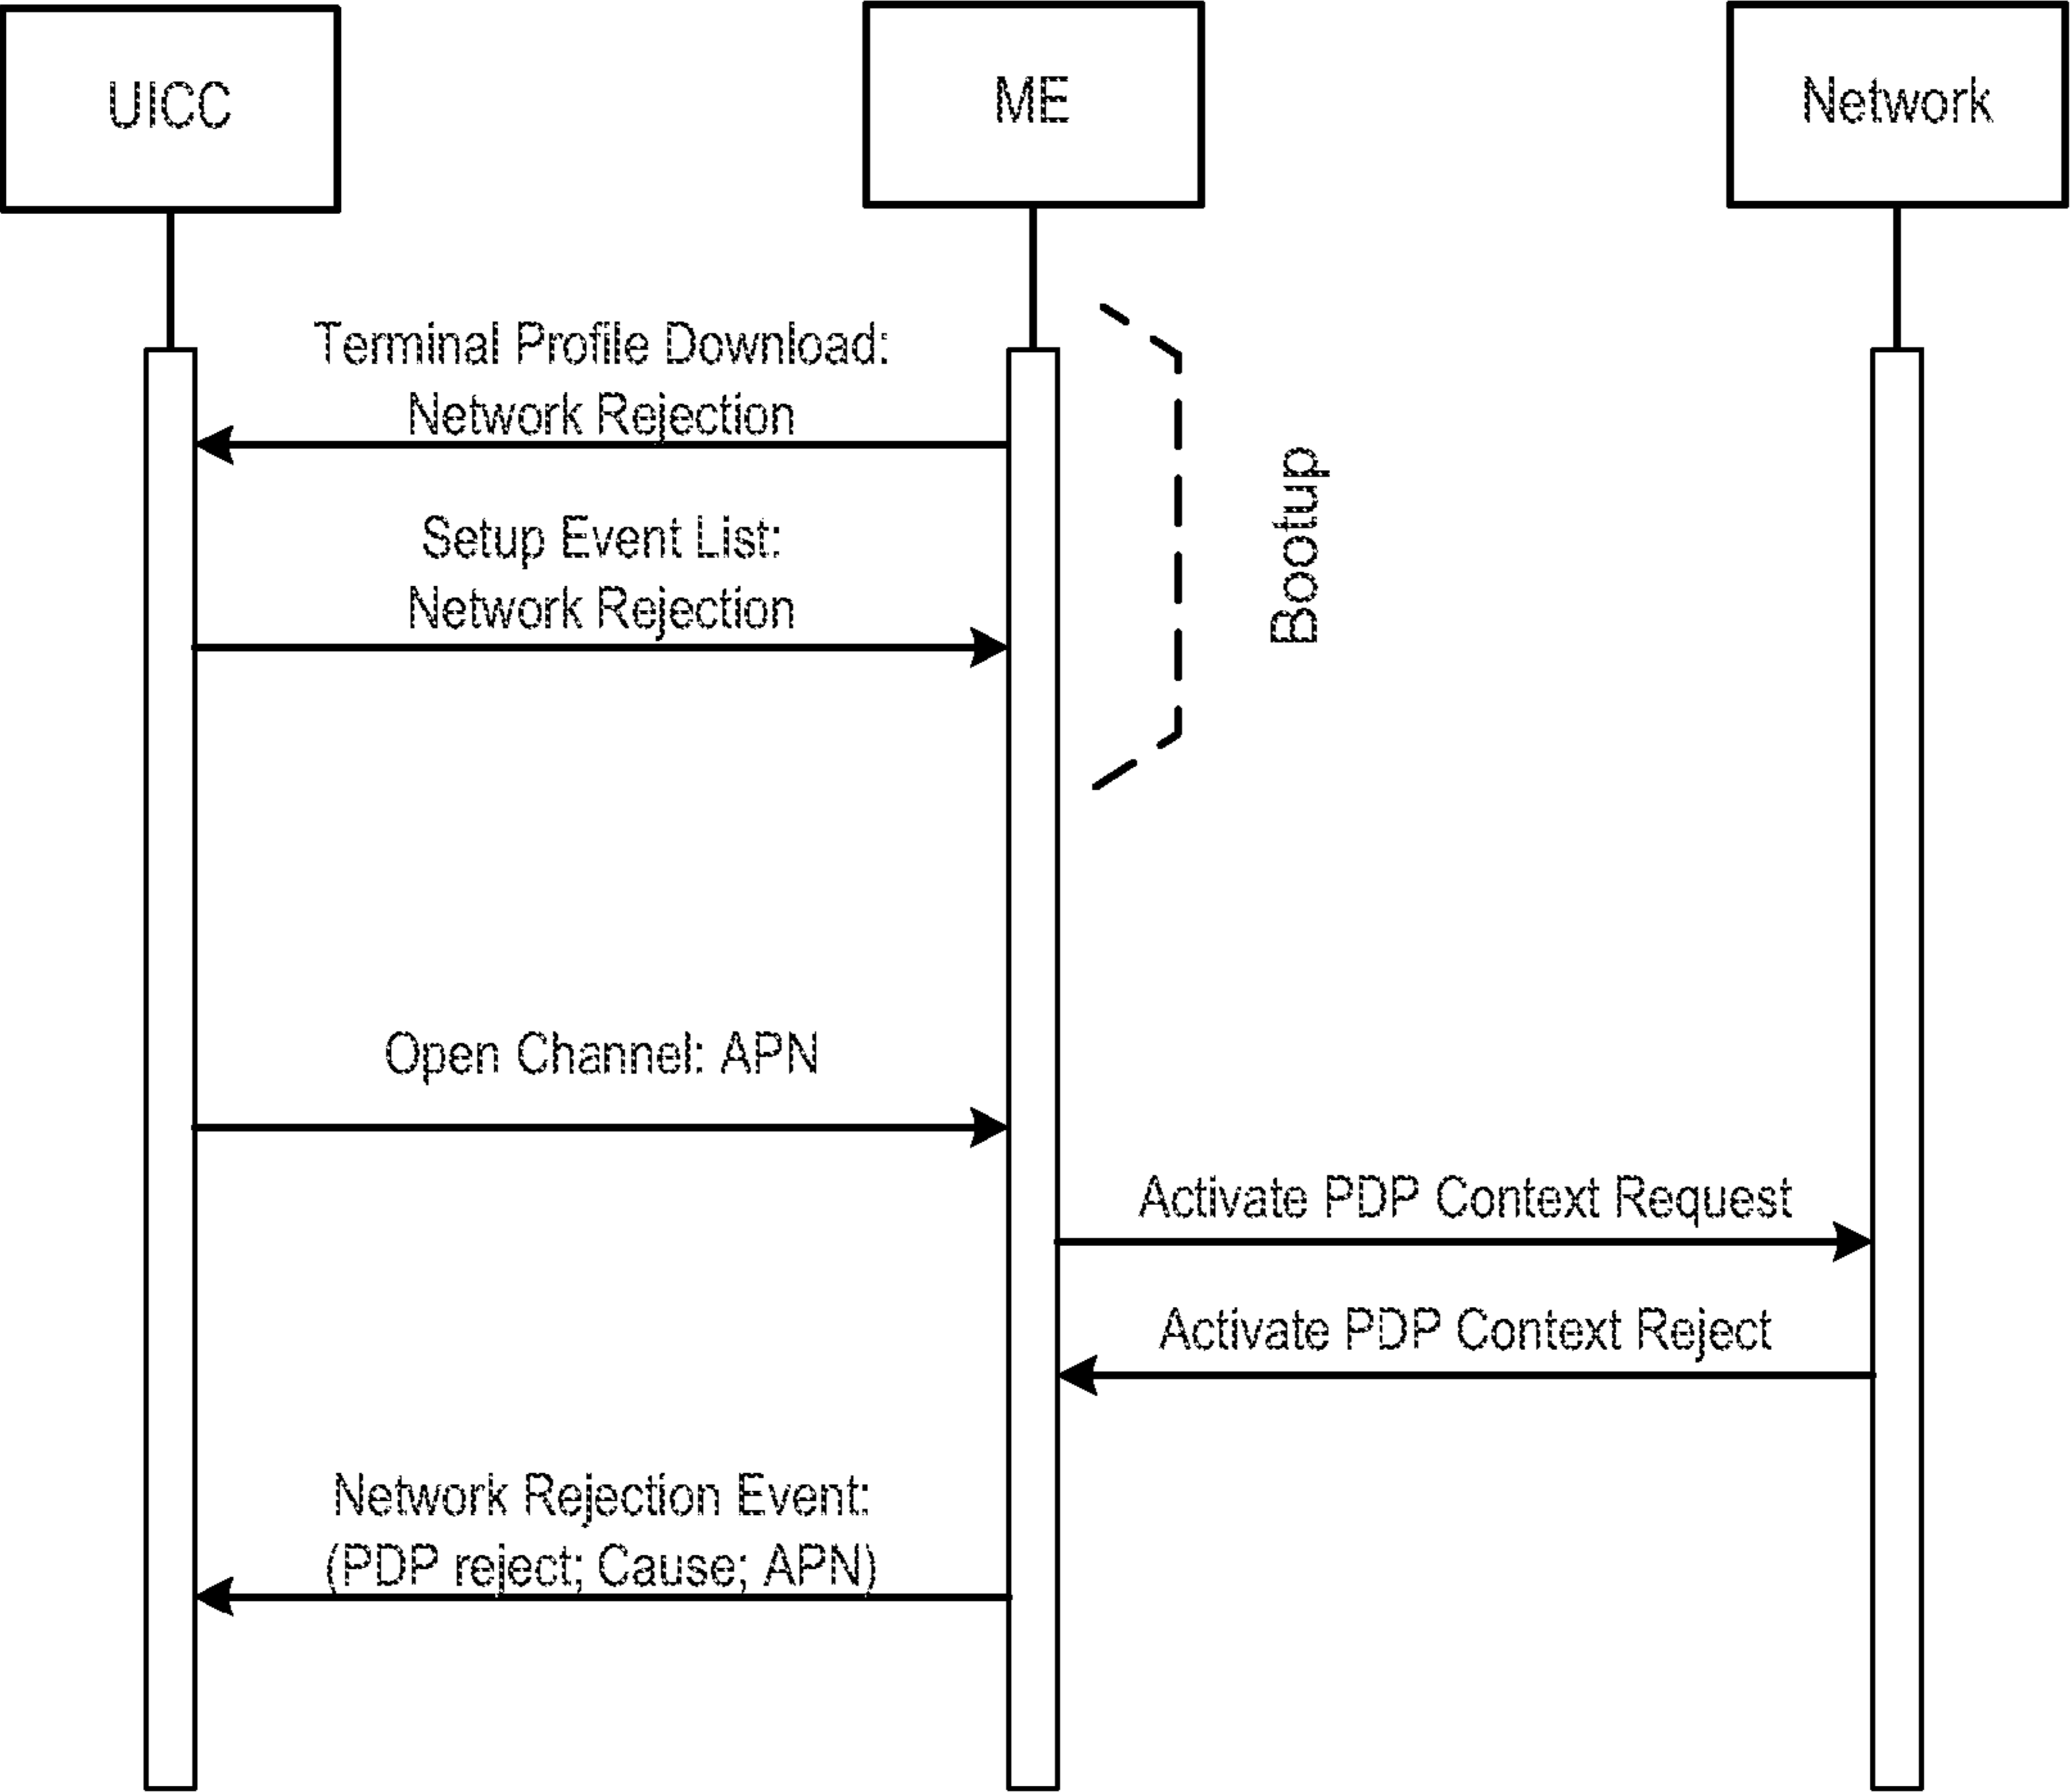 UICC
ME
Network
Terminal Profile Download:
Network Rejection
Setup Event List:
Network Rejection
Bootup
Open Channel: APN
Activate PDP Context Request
Activate PDP Context Reject
Network Rejection Event:
(PDP reject; Cause; APN)